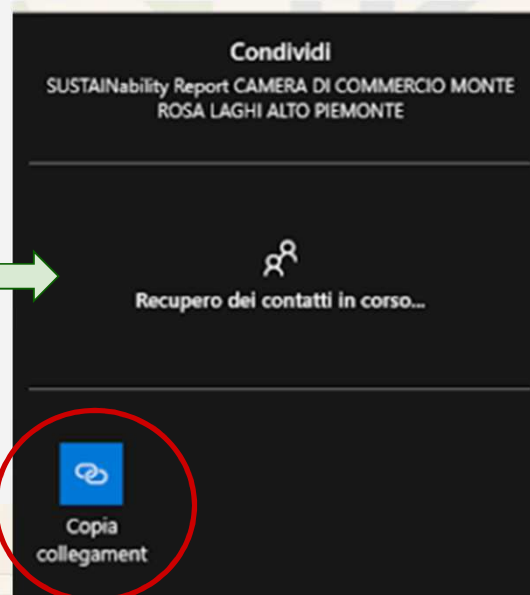 Condividi
SUSTAINability Report CAMERA DI COMMERCIO MONTE
ROSA LAGHI ALTO PIEMONTE
Recupero dei contatti in corso...
Copia
collegament